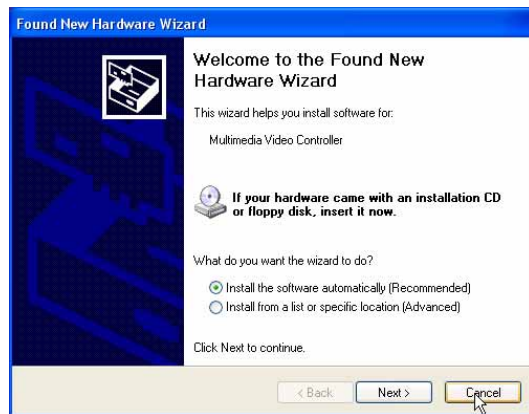 Found New Hardware Wizard
Welcome to the Found New
Hardware Wizard
This wizard helps you install software for:
Multimedia Video Controller
If your hardware came with an installation CD
or floppy disk, insert it now.
What do you want the wizard to do?
Install the software automatically (Recommended)
Install from a list or specific location (Advanced)
Click Next to continue.
< Back Next > Cancel